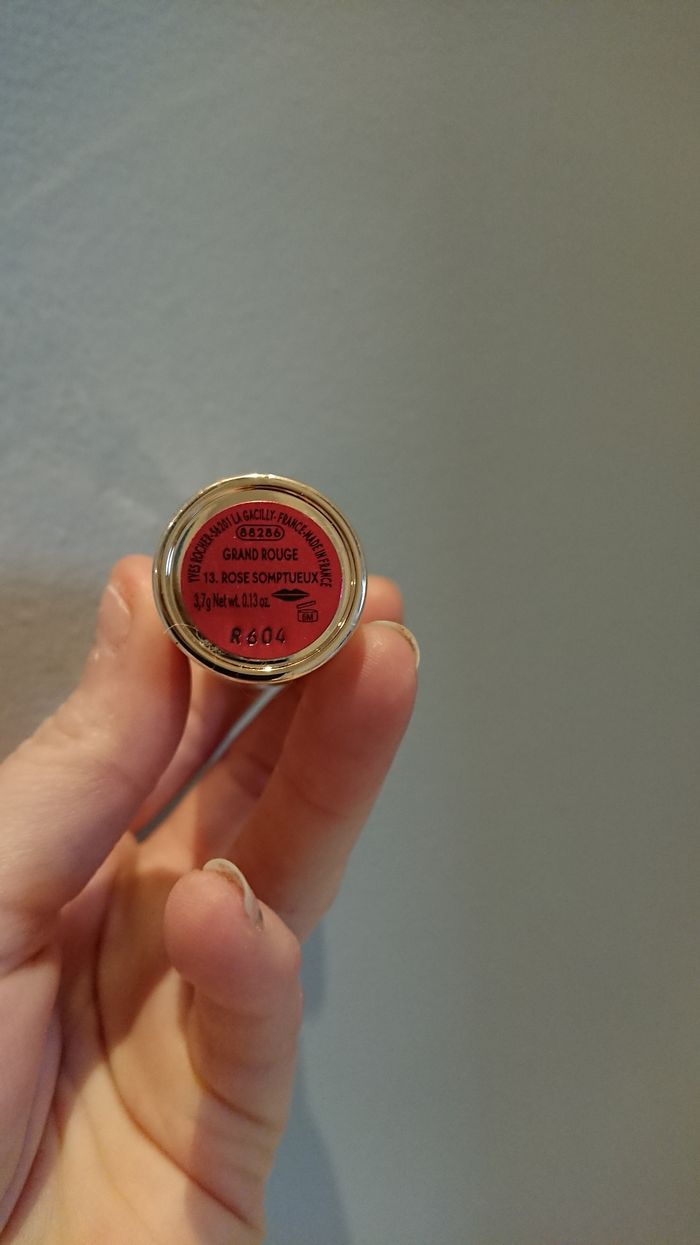 YVES ROCHER-56201 LA GACILLY-FRANCE-MADE IN FRANCE
88286
GRAND ROUGE
13. ROSE SOMPTUEUX
3,7g Net wt. 0.13 oz.
6M
R604